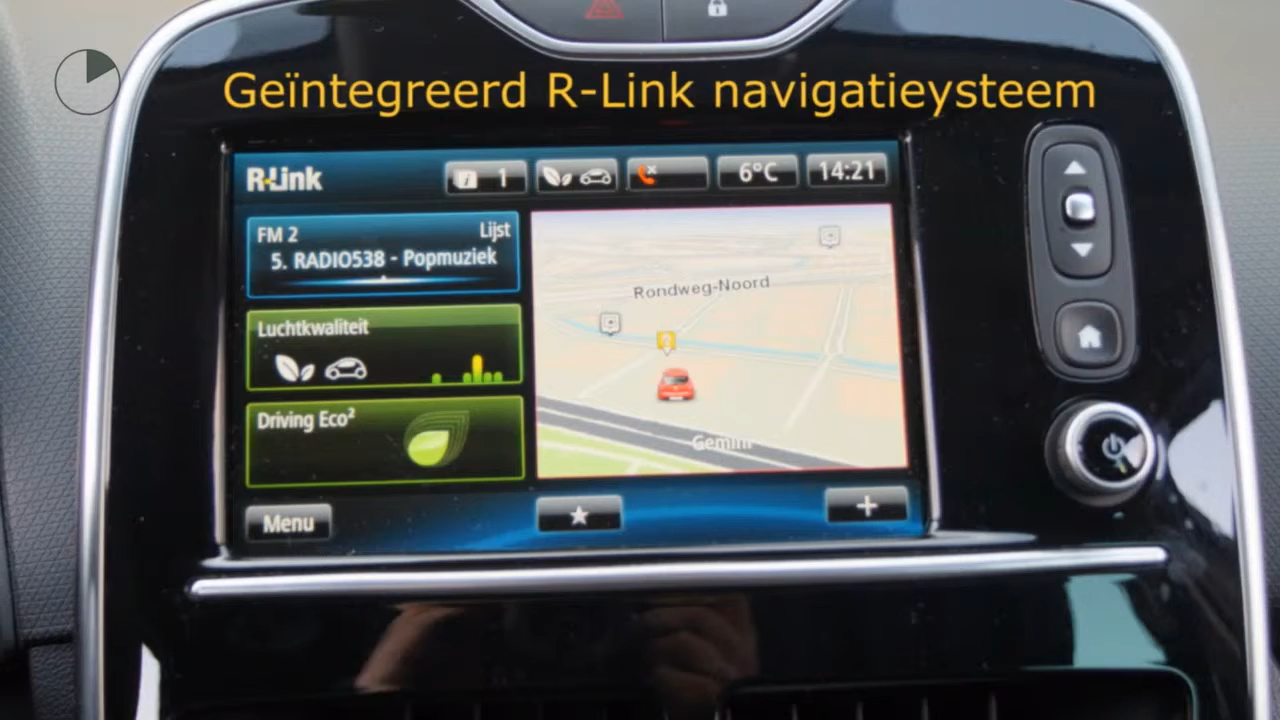 Geïntegreerd R-Link navigatieysteem
R-Link
1
6°C
14:21
FM 2
Lijst
5. RADIO538 - Popmuziek
Luchtkwaliteit
Driving Eco²
Rondweg-Noord
Gemini
Menu